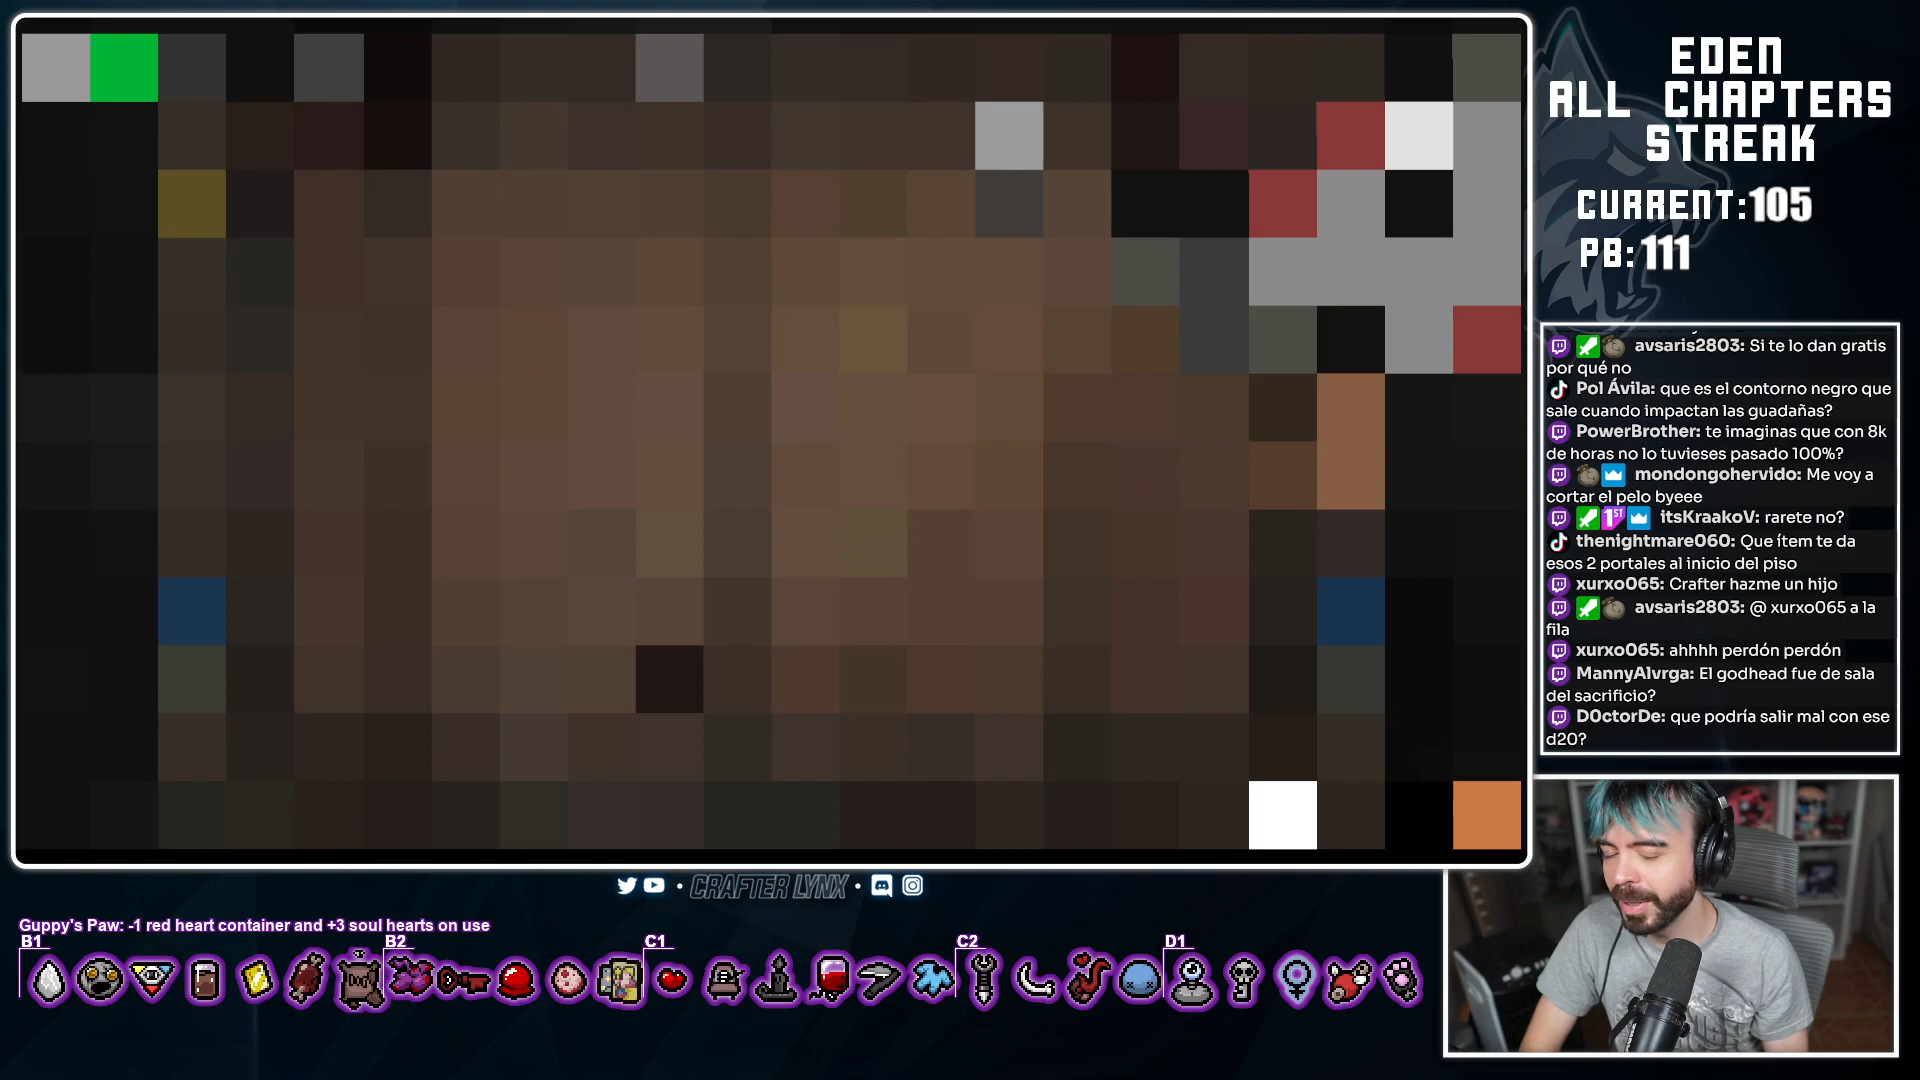 EDEN
ALL CHAPTERS
STREAK
CURRENT:105
PB: 111
avsaris2803: Si te lo dan gratis
por qué no
Pol Ávila: que es el contorno negro que
sale cuando impactan las guadañas?
PowerBrother: te imaginas que con 8k
de horas no lo tuvieses pasado 100%?
mondongohervido: Me voy a
cortar el pelo byeee
1ST itsKraakoV: rarete no?
thenightmare060: Que ítem te da
esos 2 portales al inicio del piso
xurxo065: Crafter hazme un hijo
avsaris2803: @ xurxo065 a la
fila
xurxo065: ahhhh perdón perdón
MannyAlvrga: El godhead fue de sala
del sacrificio?
D0ctorDe: que podría salir mal con ese
d20?
CRAFTER LYNX
Guppy's Paw: -1 red heart container and +3 soul hearts on use
B1 B2 C1 C2 D1